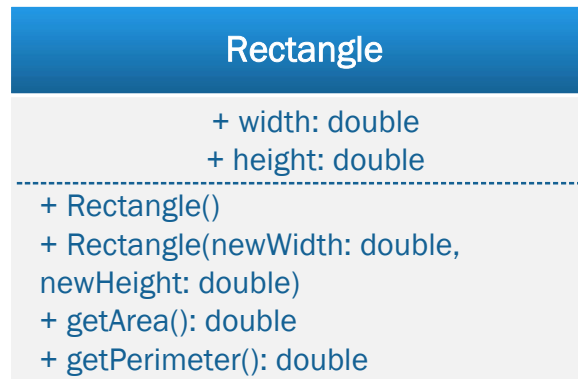 Rectangle
+ width: double
+ height: double
+ Rectangle()
+ Rectangle(newWidth: double,
newHeight: double)
+ getArea(): double
+ getPerimeter(): double